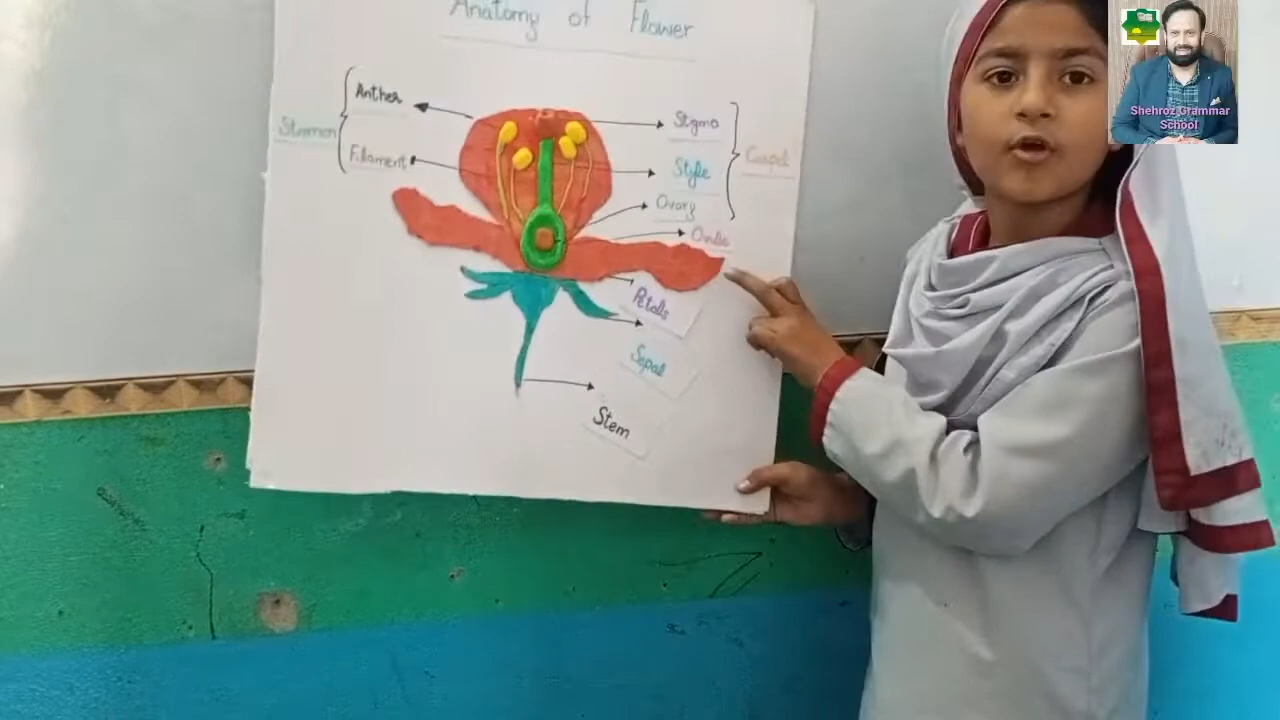 Anatomy of Flower
Anther
Stamen
Filament
Stigma
Style
Carpel
Ovary
Ovule
Petals
Sepal
Stem
Shehroz Grammar
School